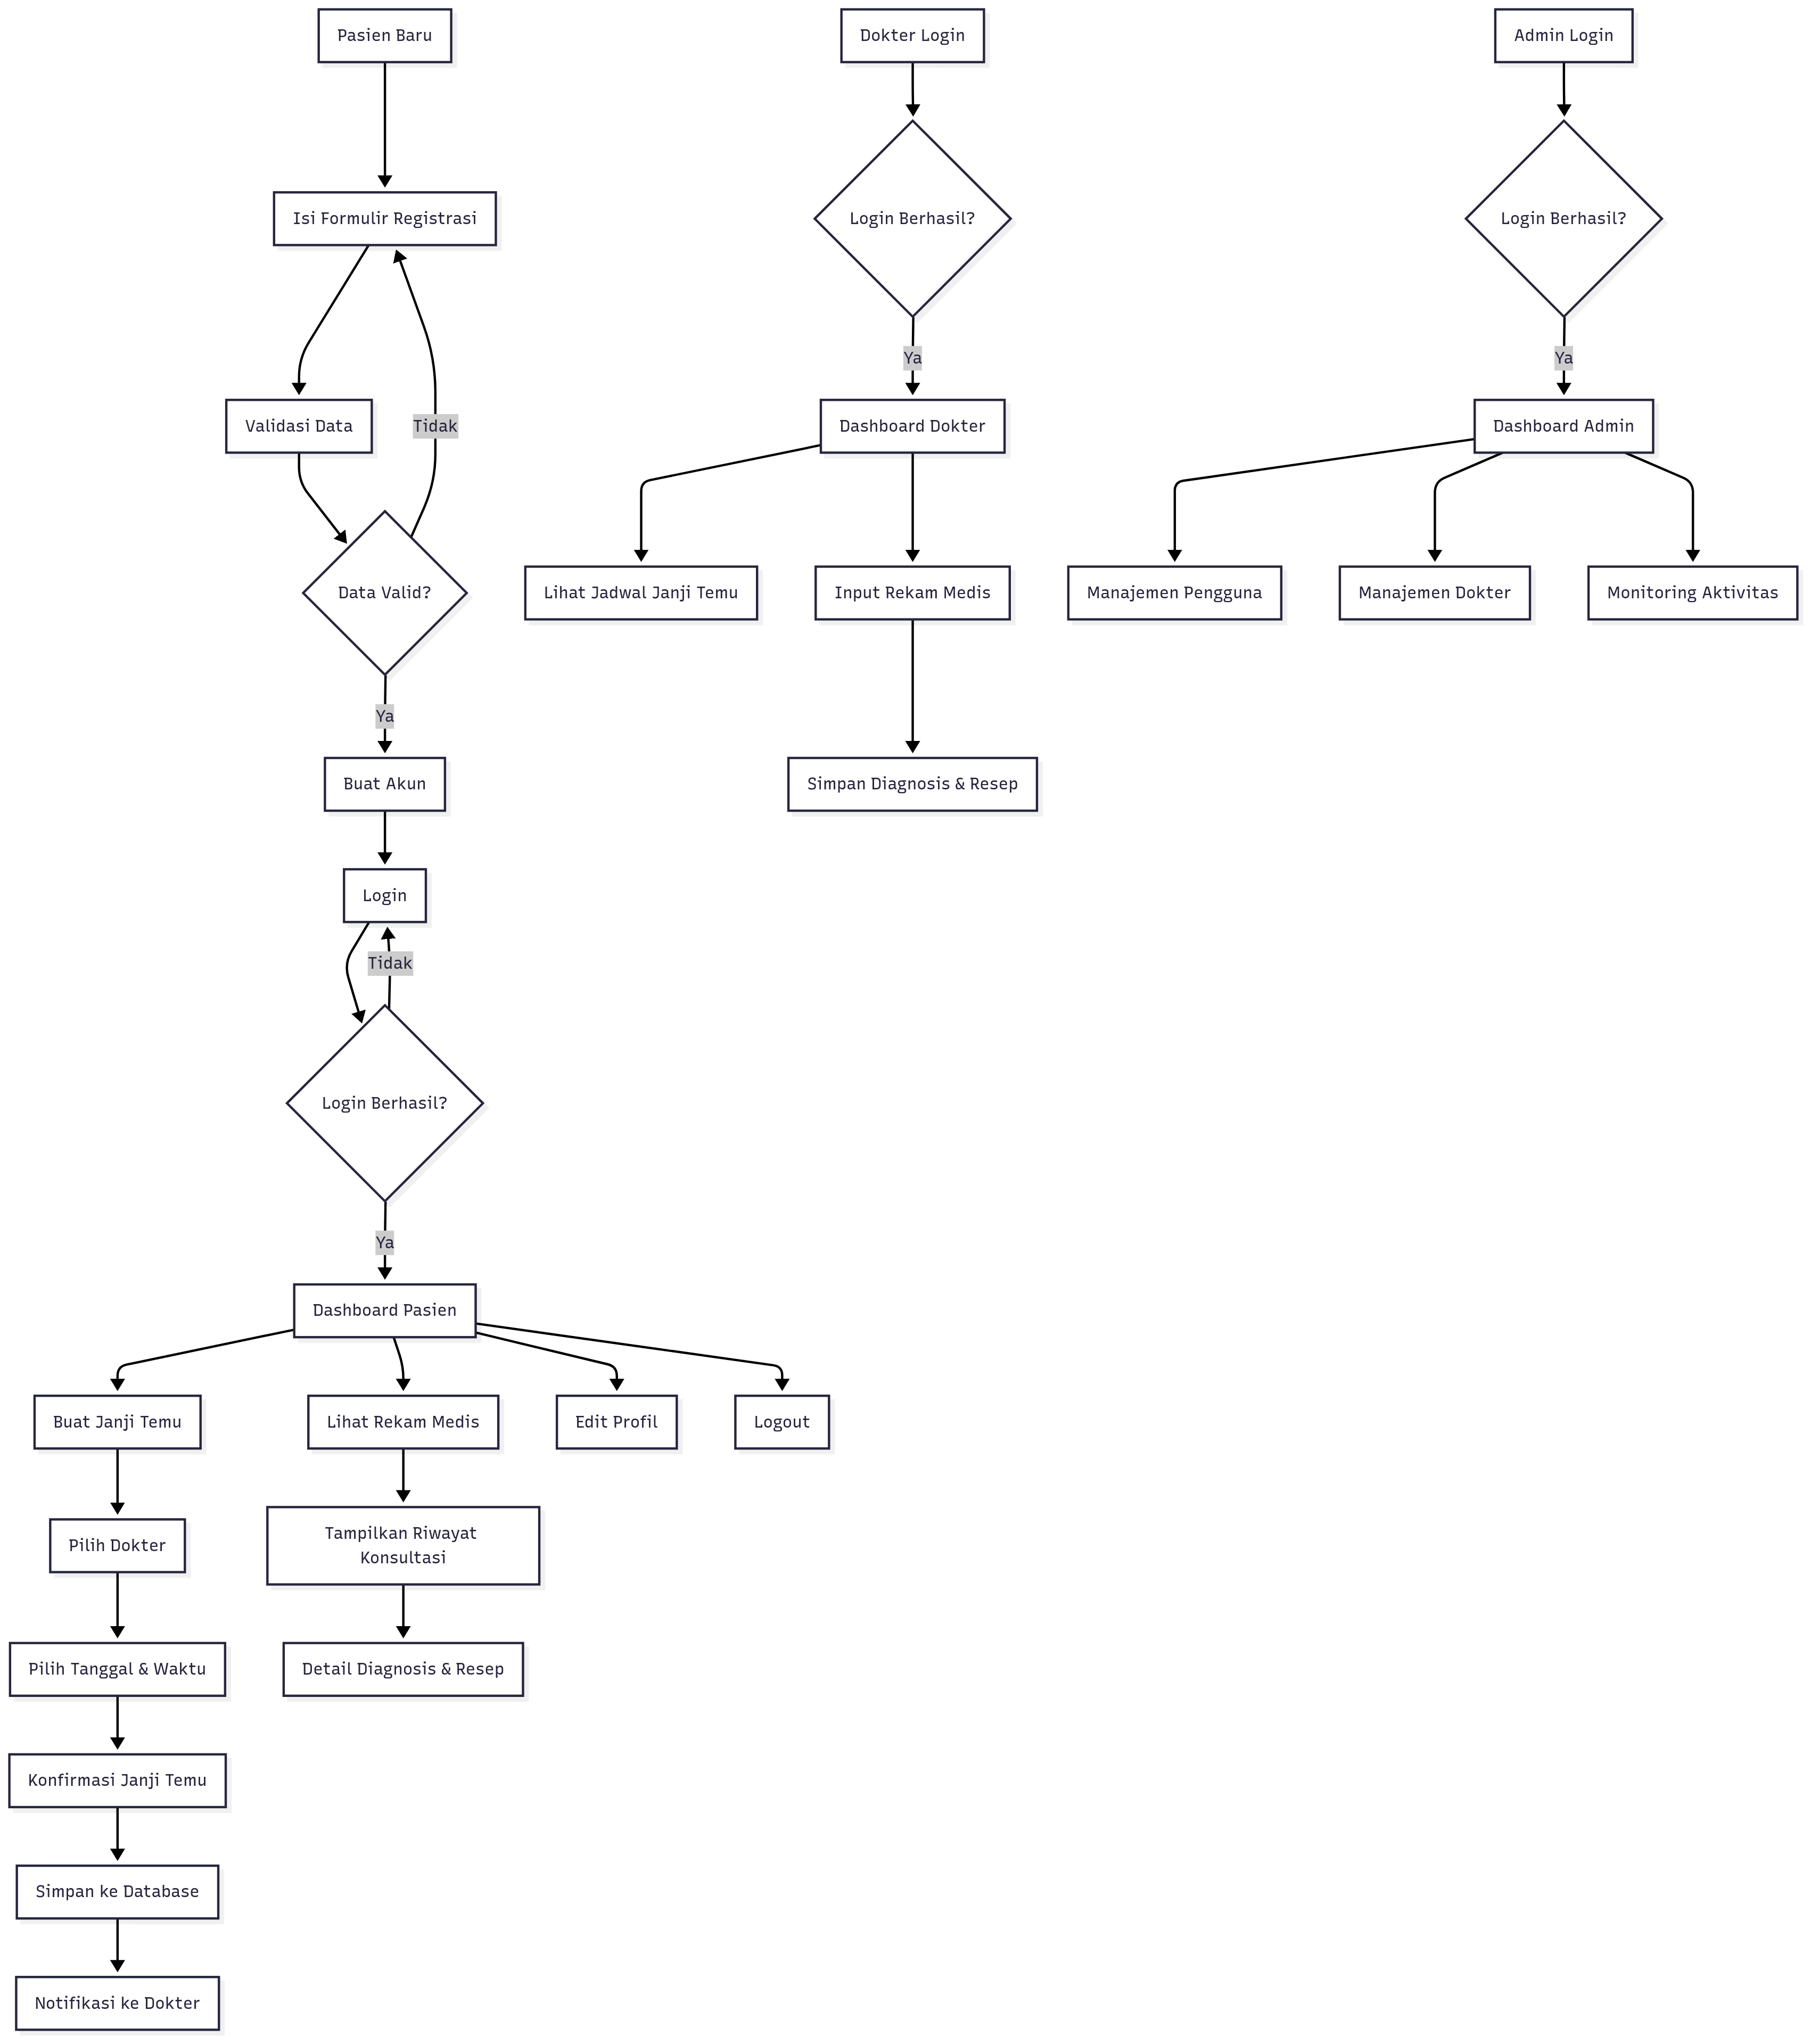 Pasien Baru
Dokter Login
Admin Login
Isi Formulir Registrasi
Login Berhasil?
Login Berhasil?
Ya
Ya
Validasi Data
Tidak
Dashboard Dokter
Dashboard Admin
Data Valid?
Lihat Jadwal Janji Temu
Input Rekam Medis
Manajemen Pengguna
Manajemen Dokter
Monitoring Aktivitas
Ya
Buat Akun
Simpan Diagnosis & Resep
Login
Tidak
Login Berhasil?
Ya
Dashboard Pasien
Buat Janji Temu
Lihat Rekam Medis
Edit Profil
Logout
Pilih Dokter
Tampilkan Riwayat
Konsultasi
Pilih Tanggal & Waktu
Detail Diagnosis & Resep
Konfirmasi Janji Temu
Simpan ke Database
Notifikasi ke Dokter